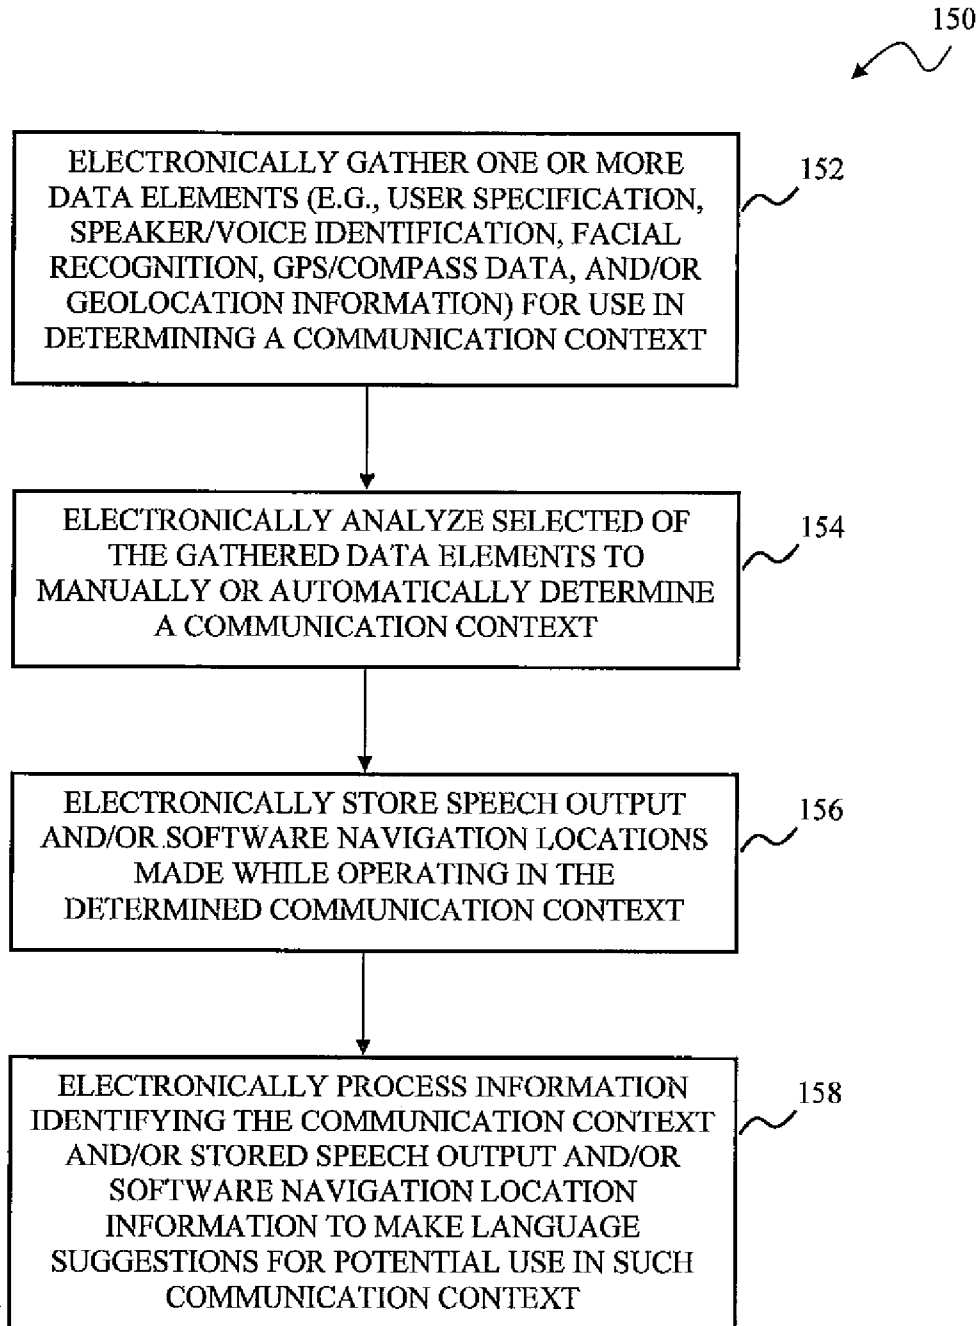 150
ELECTRONICALLY GATHER ONE OR MORE
DATA ELEMENTS (E.G., USER SPECIFICATION,
SPEAKER/VOICE IDENTIFICATION, FACIAL
RECOGNITION, GPS/COMPASS DATA, AND/OR
GEOLOCATION INFORMATION) FOR USE IN
DETERMINING A COMMUNICATION CONTEXT
152
ELECTRONICALLY ANALYZE SELECTED OF
THE GATHERED DATA ELEMENTS TO
MANUALLY OR AUTOMATICALLY DETERMINE
A COMMUNICATION CONTEXT
154
ELECTRONICALLY STORE SPEECH OUTPUT
AND/OR SOFTWARE NAVIGATION LOCATIONS
MADE WHILE OPERATING IN THE
DETERMINED COMMUNICATION CONTEXT
156
ELECTRONICALLY PROCESS INFORMATION
IDENTIFYING THE COMMUNICATION CONTEXT
AND/OR STORED SPEECH OUTPUT AND/OR
SOFTWARE NAVIGATION LOCATION
INFORMATION TO MAKE LANGUAGE
SUGGESTIONS FOR POTENTIAL USE IN SUCH
COMMUNICATION CONTEXT
158